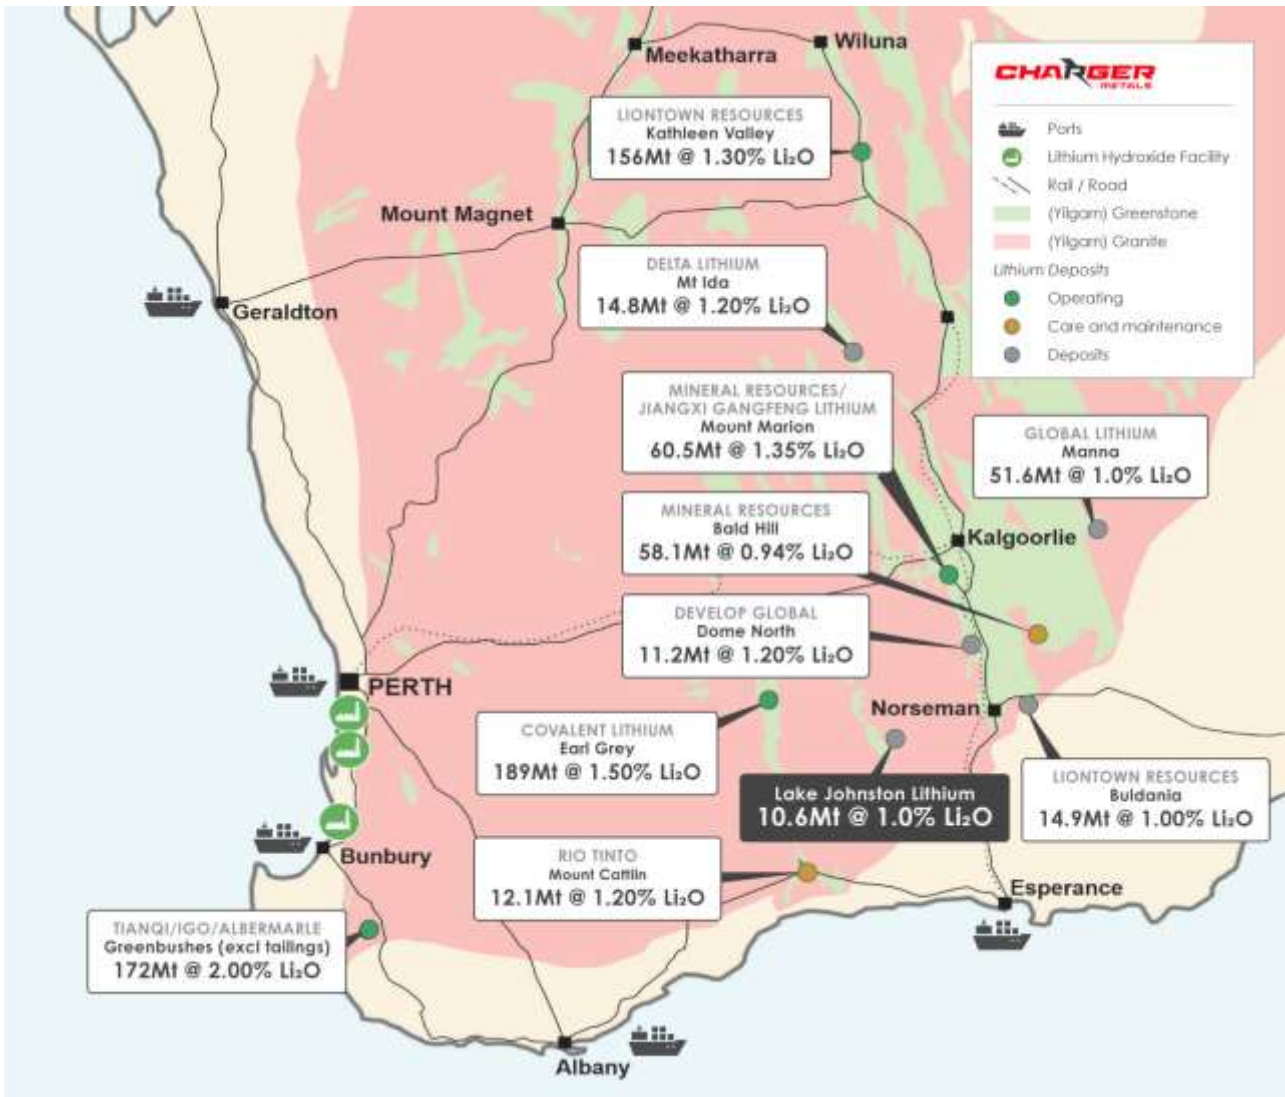 Meekatharra
Wiluna
CHARGER
METALS
Ports
Lithium Hydroxide Facility
Rail / Road
(Yilgarn) Greenstone
(Yilgarn) Granite
Lithium Deposits
Operating
Care and maintenance
Deposits
LIONTOWN RESOURCES
Kathleen Valley
156Mt @ 1.30% Li₂O
Mount Magnet
DELTA LITHIUM
Mt Ida
14.8Mt @ 1.20% Li₂O
Geraldton
MINERAL RESOURCES/
JIANGXI GANGFENG LITHIUM
Mount Marion
60.5Mt @ 1.35% Li₂O
GLOBAL LITHIUM
Manna
51.6Mt @ 1.0% Li₂O
MINERAL RESOURCES
Bald Hill
58.1Mt @ 0.94% Li₂O
Kalgoorlie
DEVELOP GLOBAL
Dome North
11.2Mt @ 1.20% Li₂O
PERTH
Norseman
COVALENT LITHIUM
Earl Grey
189Mt @ 1.50% Li₂O
Lake Johnston Lithium
10.6Mt @ 1.0% Li₂O
LIONTOWN RESOURCES
Buldania
14.9Mt @ 1.00% Li₂O
Bunbury
RIO TINTO
Mount Cattlin
12.1Mt @ 1.20% Li₂O
Esperance
TIANQI/IGO/ALBERMARLE
Greenbushes (excl tailings)
172Mt @ 2.00% Li₂O
Albany